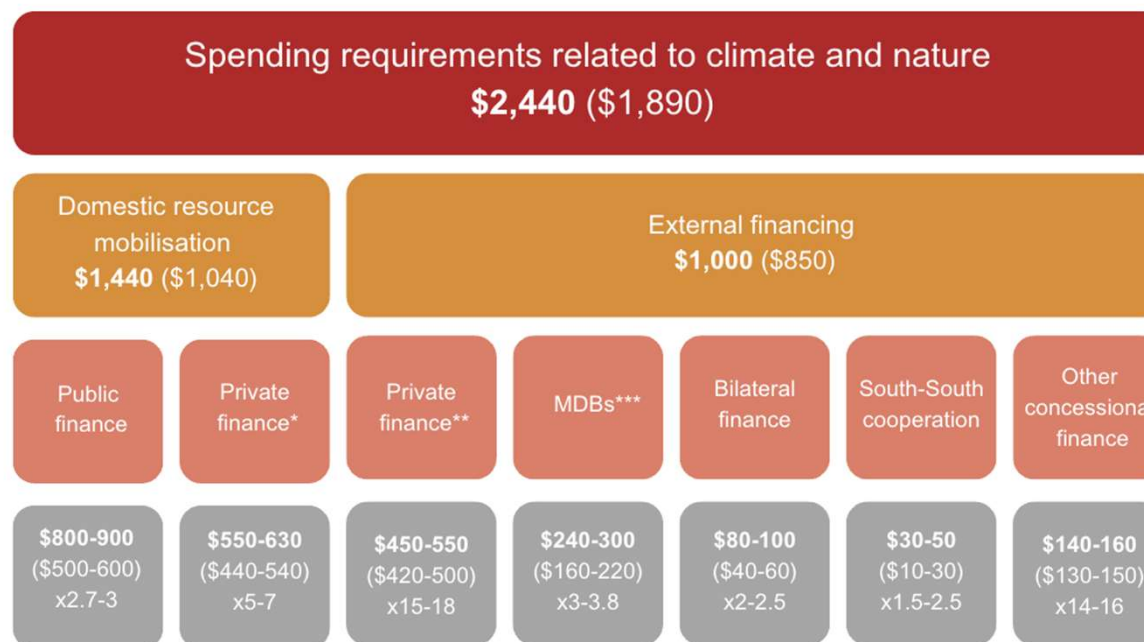 Spending requirements related to climate and nature
$2,440 ($1,890)
Domestic resource
mobilisation
$1,440 ($1,040)
External financing
$1,000 ($850)
Public
finance
Private
finance*
Private
finance**
MDBs***
Bilateral
finance
South-South
cooperation
Other
concessiona
finance
$800-900
($500-600)
x2.7-3
$550-630
($440-540)
x5-7
$450-550
($420-500)
x15-18
$240-300
($160-220)
x3-3.8
$80-100
($40-60)
x2-2.5
$30-50
($10-30)
x1.5-2.5
$140-160
($130-150)
x14-16